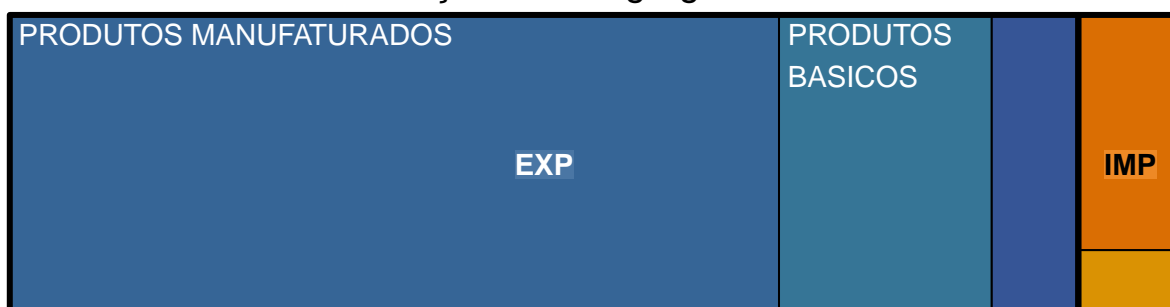 PRODUTOS MANUFATURADOS
PRODUTOS
BASICOS
EXP
IMP